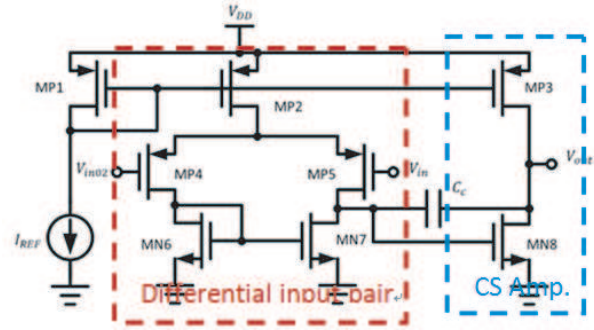 V_DD
MP1
MP2
MP3
V_in02
MP4
MP5
V_in
C_c
V_out
I_REF
MN6
MN7
MN8
Differential input pair
CS Amp.